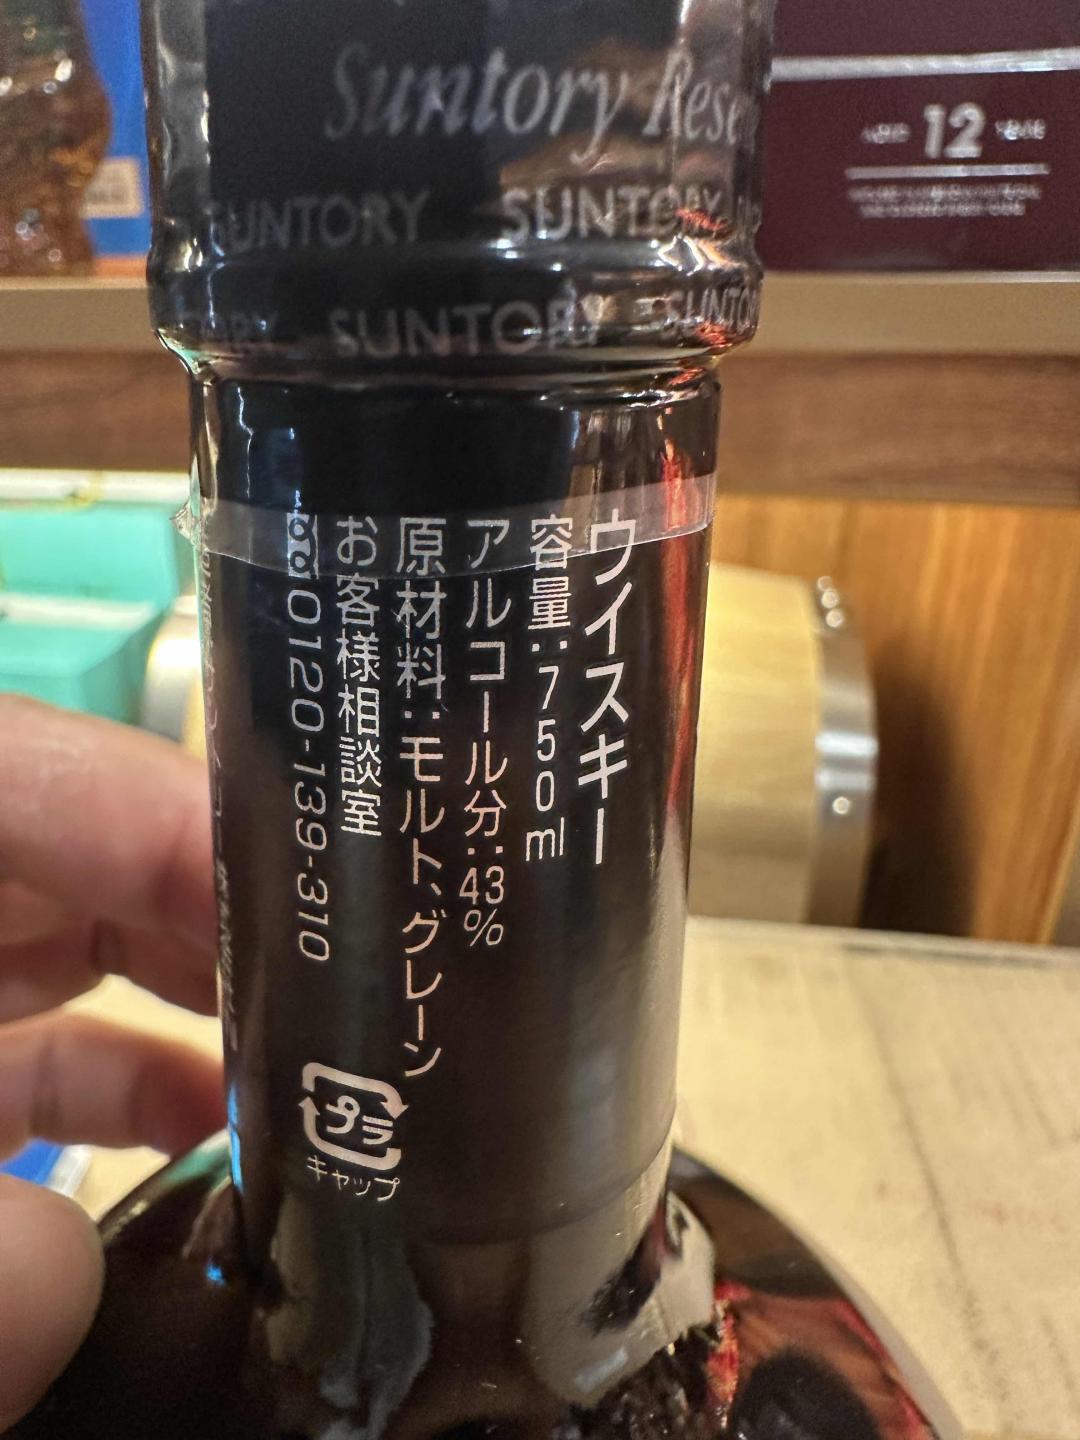 Suntory Rese
SUNTORY SUNTORY
TORY SUNTORY SUNTO
12
ウイスキー
容量:750ml
アルコール分:43%
原材料:モルト、グレーン
お客様相談室
0120-139-310
プラ
キャップ